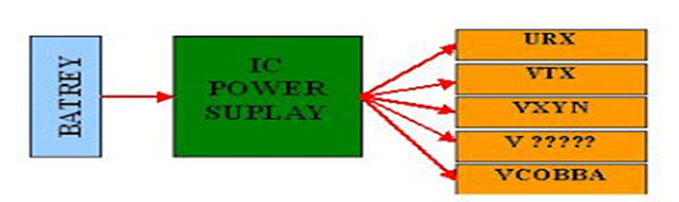 BATREY
IC
POWER
SUPLAY
URX
VTX
VXYN
V ?????
VCOBBA